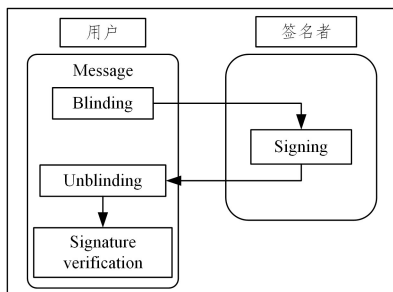 用户
签名者
Message
Blinding
Signing
Unblinding
Signature
verification